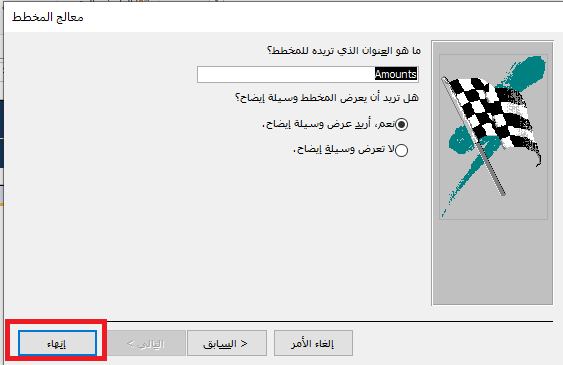 معالج المخطط
ما هو العنوان الذي تريده للمخطط؟
Amounts
هل تريد أن يعرض المخطط وسيلة إيضاح؟
نعم، أريد عرض وسيلة إيضاح.
لا تعرض وسيلة إيضاح.
إلغاء الأمر
< السابق
التالي >
إنهاء